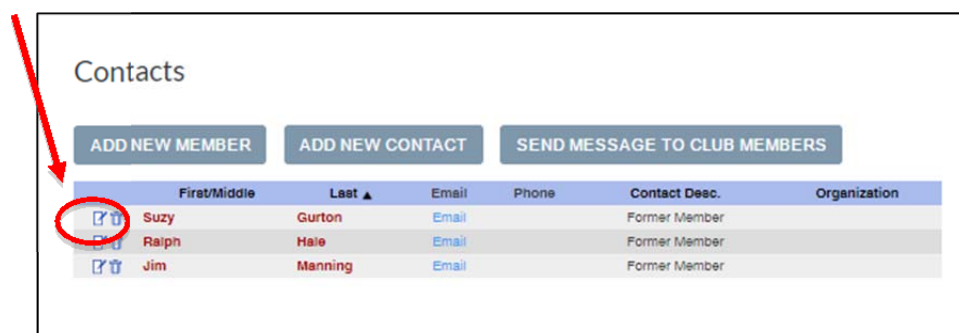 Contacts
ADD NEW MEMBER ADD NEW CONTACT SEND MESSAGE TO CLUB MEMBERS
First/Middle Last ▲ Email Phone Contact Desc. Organization
Suzy Gurton Email Former Member
Ralph Hale Email Former Member
Jim Manning Email Former Member